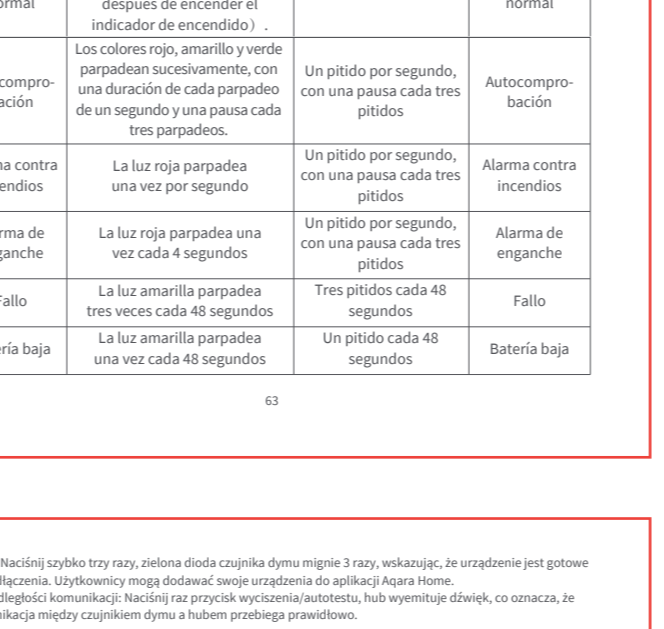 después de encender el
normal
indicador de encendido) .
Los colores rojo, amarillo y verde
parpadean sucesivamente, con
una duración de cada parpadeo
de un segundo y una pausa cada
tres parpadeos.
Un pitido por segundo,
con una pausa cada tres
pitidos
Autocompro-
bación
La luz roja parpadea
una vez por segundo
Un pitido por segundo,
con una pausa cada tres
pitidos
Alarma contra
incendios
La luz roja parpadea una
vez cada 4 segundos
Un pitido por segundo,
con una pausa cada tres
pitidos
Alarma de
enganche
Fallo
La luz amarilla parpadea
tres veces cada 48 segundos
Tres pitidos cada 48
segundos
Fallo
baja
La luz amarilla parpadea
una vez cada 48 segundos
Un pitido cada 48
segundos
Batería baja
63
Naciśnij szybko trzy razy, zielona dioda czujnika dymu mignie 3 razy, wskazując, że urządzenie jest gotowe
łączenia. Użytkownicy mogą dodawać swoje urządzenia do aplikacji Aqara Home.
dległości komunikacji: Naciśnij raz przycisk wyciszenia/autotestu, hub wyemituje dźwięk, co oznacza, że
nikacja między czujnikiem dymu a hubem przebiega prawidłowo.